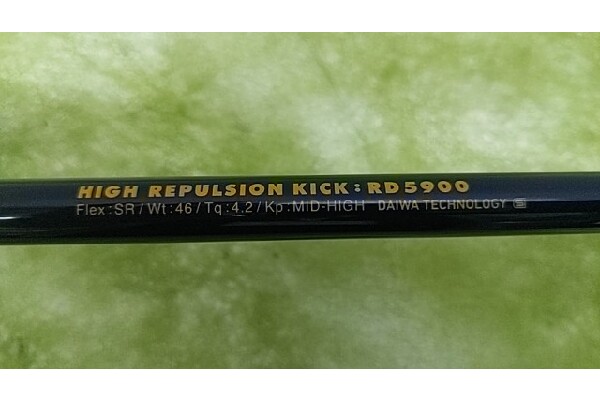 HIGH REPULSION KICK : RD5900
Flex:SR / Wt:46 / Tq:4.2 / Kp:MID-HIGH DAIWA TECHNOLOGY